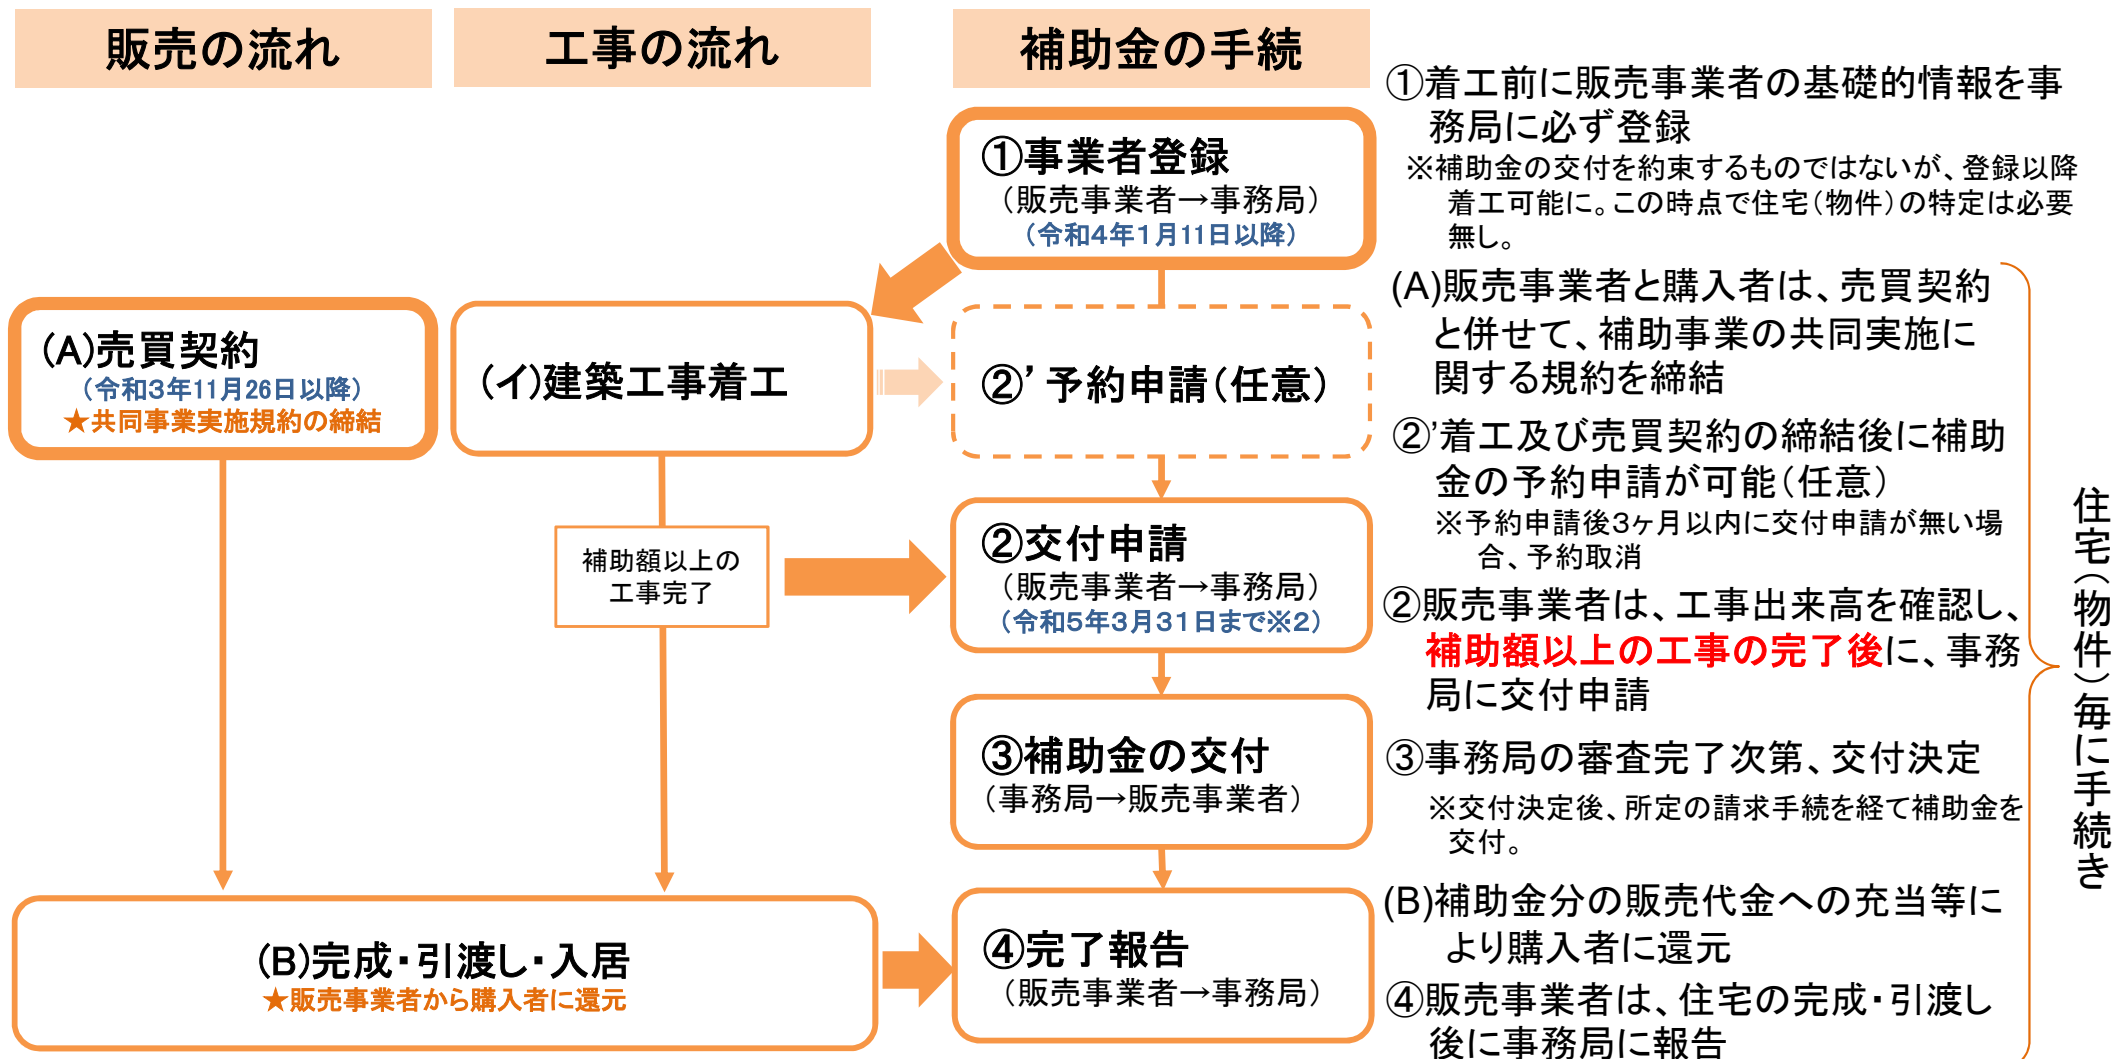 販売の流れ
工事の流れ
補助金の手続
①事業者登録
（販売事業者→事務局）
（令和4年1月11日以降）
(A)売買契約
（令和3年11月26日以降）
★共同事業実施規約の締結
(イ)建築工事着工
②’予約申請（任意）
補助額以上の
工事完了
②交付申請
（販売事業者→事務局）
（令和5年3月31日まで※2）
③補助金の交付
（事務局→販売事業者）
(B)完成・引渡し・入居
★販売事業者から購入者に還元
④完了報告
（販売事業者→事務局）
①着工前に販売事業者の基礎的情報を事
務局に必ず登録
※補助金の交付を約束するものではないが、登録以降
着工可能に。この時点で住宅（物件）の特定は必要
無し。
(A)販売事業者と購入者は、売買契約
と併せて、補助事業の共同実施に
関する規約を締結
②’着工及び売買契約の締結後に補助
金の予約申請が可能（任意）
※予約申請後3ヶ月以内に交付申請が無い場
合、予約取消
②販売事業者は、工事出来高を確認し、
補助額以上の工事の完了後に、事務
局に交付申請
③事務局の審査完了次第、交付決定
※交付決定後、所定の請求手続を経て補助金を
交付。
(B)補助金分の販売代金への充当等に
より購入者に還元
④販売事業者は、住宅の完成・引渡し
後に事務局に報告
住宅（物件）毎に手続き